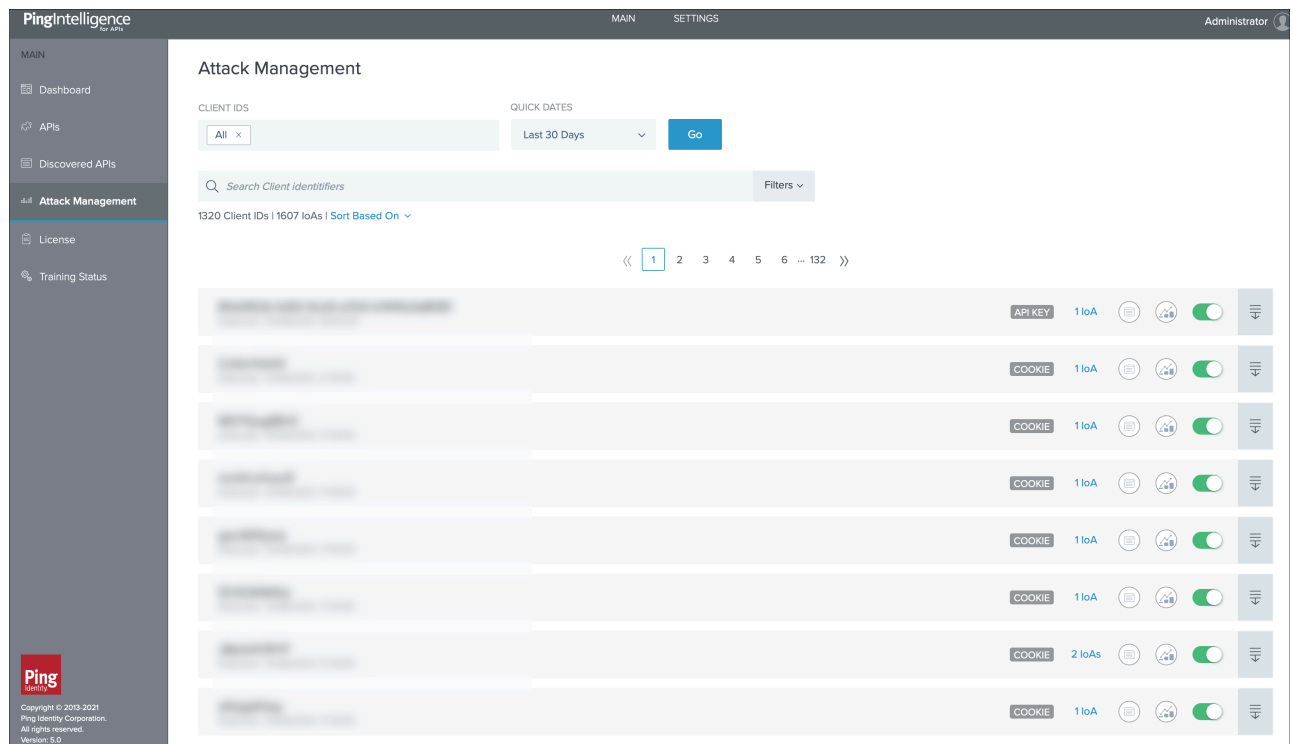 PingIntelligence
for APIs
MAIN SETTINGS
Administrator
MAIN
Dashboard
APIs
Discovered APIs
Attack Management
License
Training Status
Ping
Identity
Copyright © 2013-2021
Ping Identity Corporation.
All rights reserved.
Version: 5.0
Attack Management
CLIENT IDS
QUICK DATES
All ×
Last 30 Days
Go
Search Client identitifiers
Filters
1320 Client IDs | 1607 IoAs | Sort Based On
1 2 3 4 5 6 ... 132
API KEY 1 IoA
COOKIE 1 IoA
COOKIE 1 IoA
COOKIE 1 IoA
COOKIE 1 IoA
COOKIE 1 IoA
COOKIE 2 IoAs
COOKIE 1 IoA